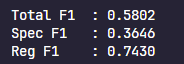 Total F1 : 0.5802
Spec F1 : 0.3646
Reg F1 : 0.7430